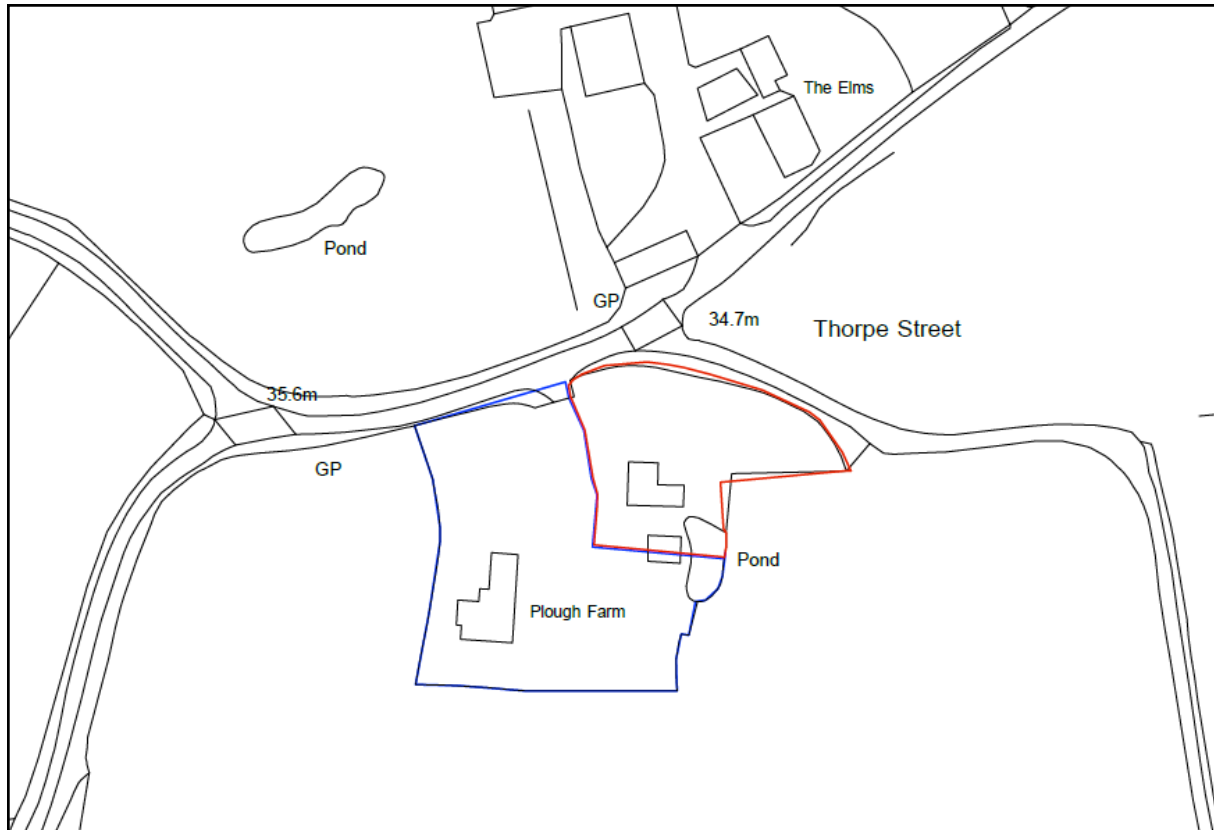 The Elms
Pond
GP
34.7m
Thorpe Street
35.6m
GP
Pond
Plough Farm